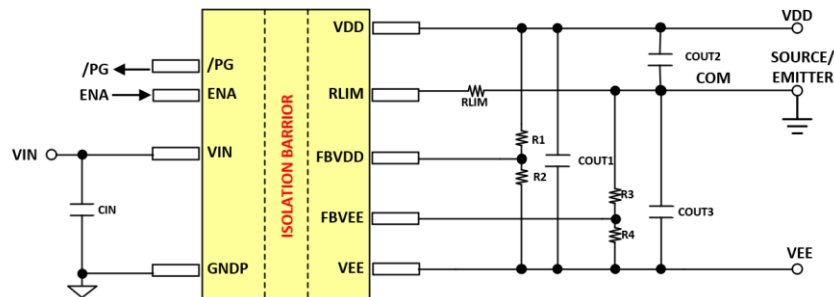 VDD
VDD
COUT2
/PG
/PG
SOURCE/
EMITTER
COM
ENA
ENA
RLIM
RLIM
ISOLATION BARRIER
R1
VIN
VIN
FBVDD
COUT1
R2
R3
CIN
FBVEE
COUT3
R4
GNDP
VEE
VEE